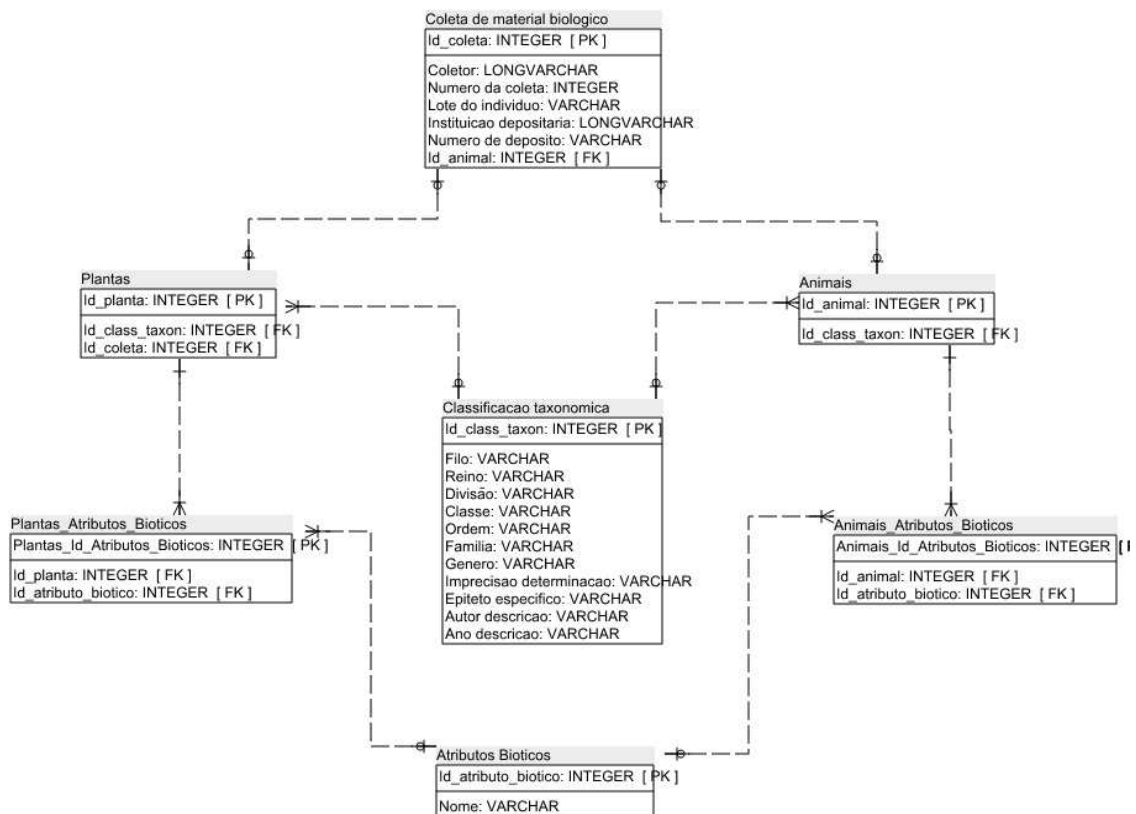 Coleta de material biologico
Id_coleta: INTEGER [ PK ]
Coletor: LONGVARCHAR
Numero da coleta: INTEGER
Lote do individuo: VARCHAR
Instituicao depositaria: LONGVARCHAR
Numero de deposito: VARCHAR
Id_animal: INTEGER [ FK ]
Plantas
Id_planta: INTEGER [ PK ]
Id_class_taxon: INTEGER [ FK ]
Id_coleta: INTEGER [ FK ]
Animais
Id_animal: INTEGER [ PK ]
Id_class_taxon: INTEGER [ FK ]
Classificacao taxonomica
Id_class_taxon: INTEGER [ PK ]
Filo: VARCHAR
Reino: VARCHAR
Divisão: VARCHAR
Classe: VARCHAR
Ordem: VARCHAR
Familia: VARCHAR
Genero: VARCHAR
Imprecisao determinacao: VARCHAR
Epiteto especifico: VARCHAR
Autor descricao: VARCHAR
Ano descricao: VARCHAR
Plantas_Atributos_Bioticos
Plantas_Id_Atributos_Bioticos: INTEGER [ PK ]
Id_planta: INTEGER [ FK ]
Id_atributo_biotico: INTEGER [ FK ]
Animais_Atributos_Bioticos
Animais_Id_Atributos_Bioticos: INTEGER [
Id_animal: INTEGER [ FK ]
Id_atributo_biotico: INTEGER [ FK ]
Atributos Bioticos
Id_atributo_biotico: INTEGER [ PK ]
Nome: VARCHAR